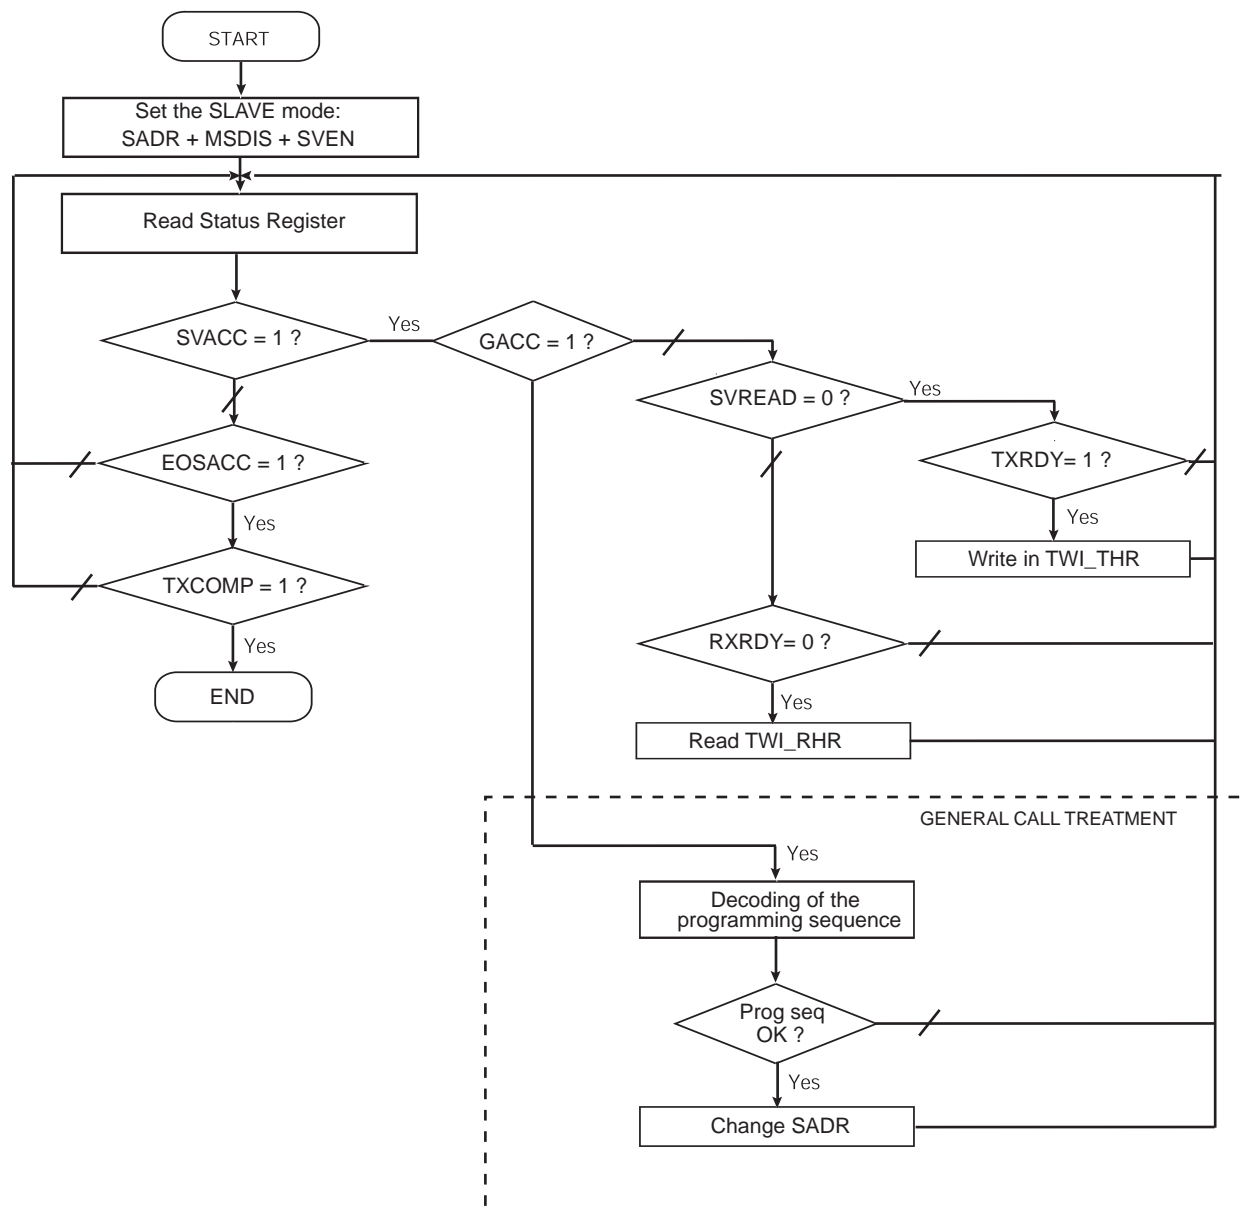 START
Set the SLAVE mode:
SADR + MSDIS + SVEN
Read Status Register
SVACC = 1 ?
Yes
GACC = 1 ?
SVREAD = 0 ?
Yes
EOSACC = 1 ?
TXRDY= 1 ?
Yes
Yes
Write in TWI_THR
TXCOMP = 1 ?
RXRDY= 0 ?
Yes
END
Yes
Read TWI_RHR
GENERAL CALL TREATMENT
Yes
Decoding of the
programming sequence
Prog seq
OK ?
Yes
Change SADR